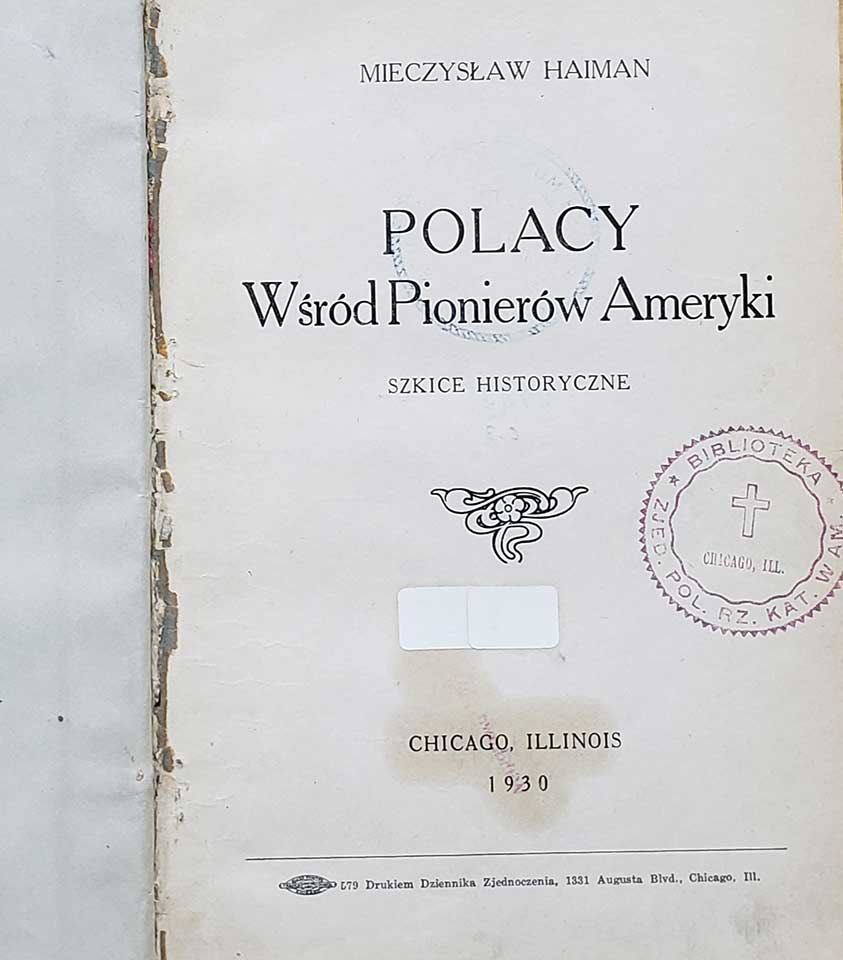 MIECZYSŁAW HAIMAN
POLACY
Wśród Pionierów Ameryki
SZKICE HISTORYCZNE
★ BIBLIOTEKA ★
ZJED. POL. RZ. KAT. W AM.
CHICAGO, ILL.
CHICAGO, ILLINOIS
1930
579 Drukiem Dziennika Zjednoczenia, 1331 Augusta Blvd., Chicago, Ill.